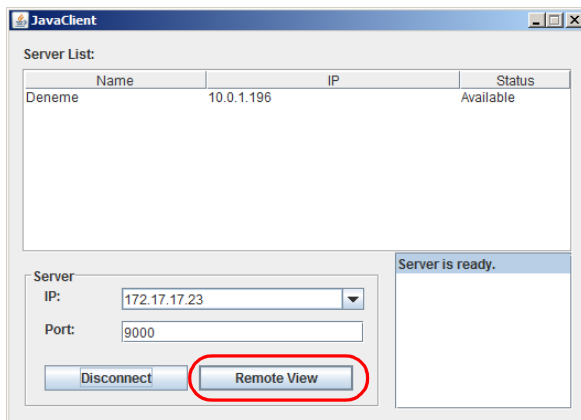 JavaClient
Server List:
Name IP Status
Deneme 10.0.1.196 Available
Server is ready.
Server
IP: 172.17.17.23
Port: 9000
Disconnect Remote View